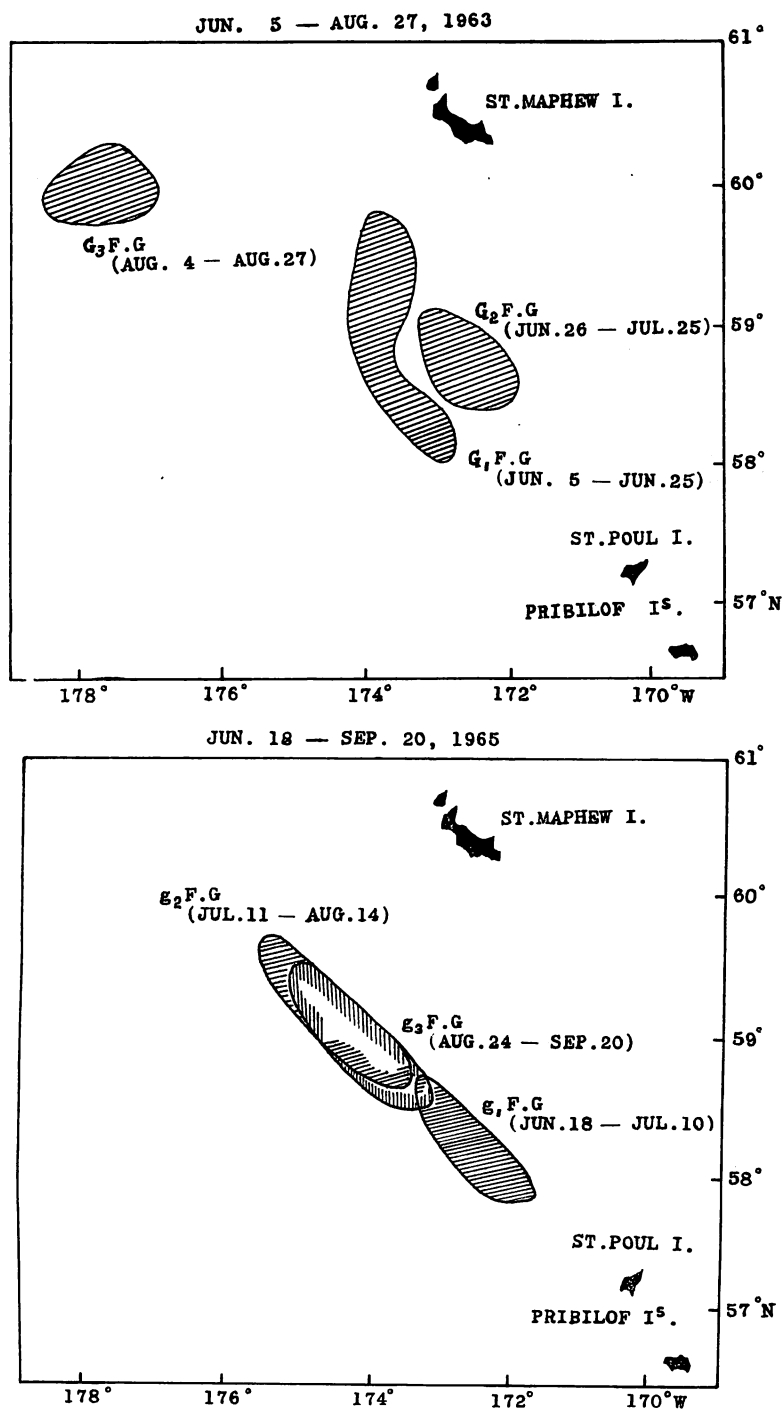 JUN. 5 — AUG. 27, 1963
61°
ST.MAPHEW I.
60°
G₃F.G
(AUG. 4 — AUG.27)
G₂F.G
(JUN.26 — JUL.25)
59°
58°
G₁F.G
(JUN. 5 — JUN.25)
ST.POUL I.
57°N
PRIBILOF Iˢ.
178° 176° 174° 172° 170°W
JUN. 18 — SEP. 20, 1965
61°
ST.MAPHEW I.
60°
g₂F.G
(JUL.11 — AUG.14)
g₃F.G
(AUG.24 — SEP.20)
59°
g₁F.G
(JUN.18 — JUL.10)
58°
ST.POUL I.
57°N
PRIBILOF Iˢ.
178° 176° 174° 172° 170°W